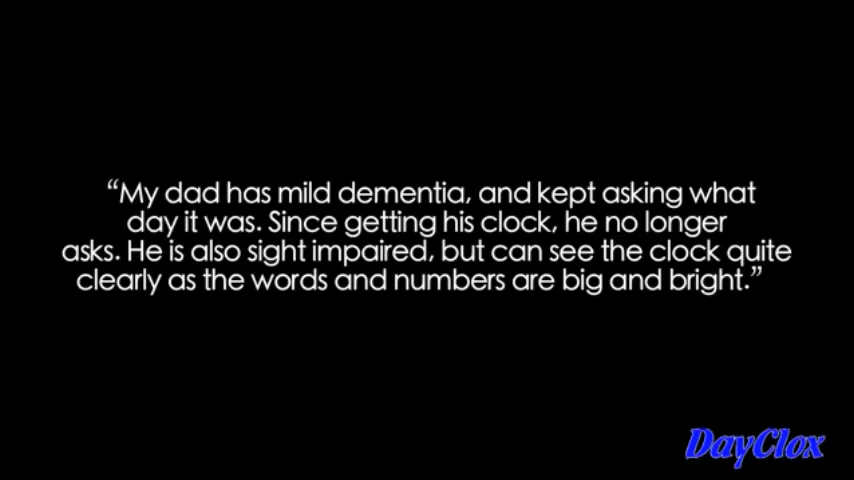 “My dad has mild dementia, and kept asking what
day it was. Since getting his clock, he no longer
asks. He is also sight impaired, but can see the clock quite
clearly as the words and numbers are big and bright.”
DayClox